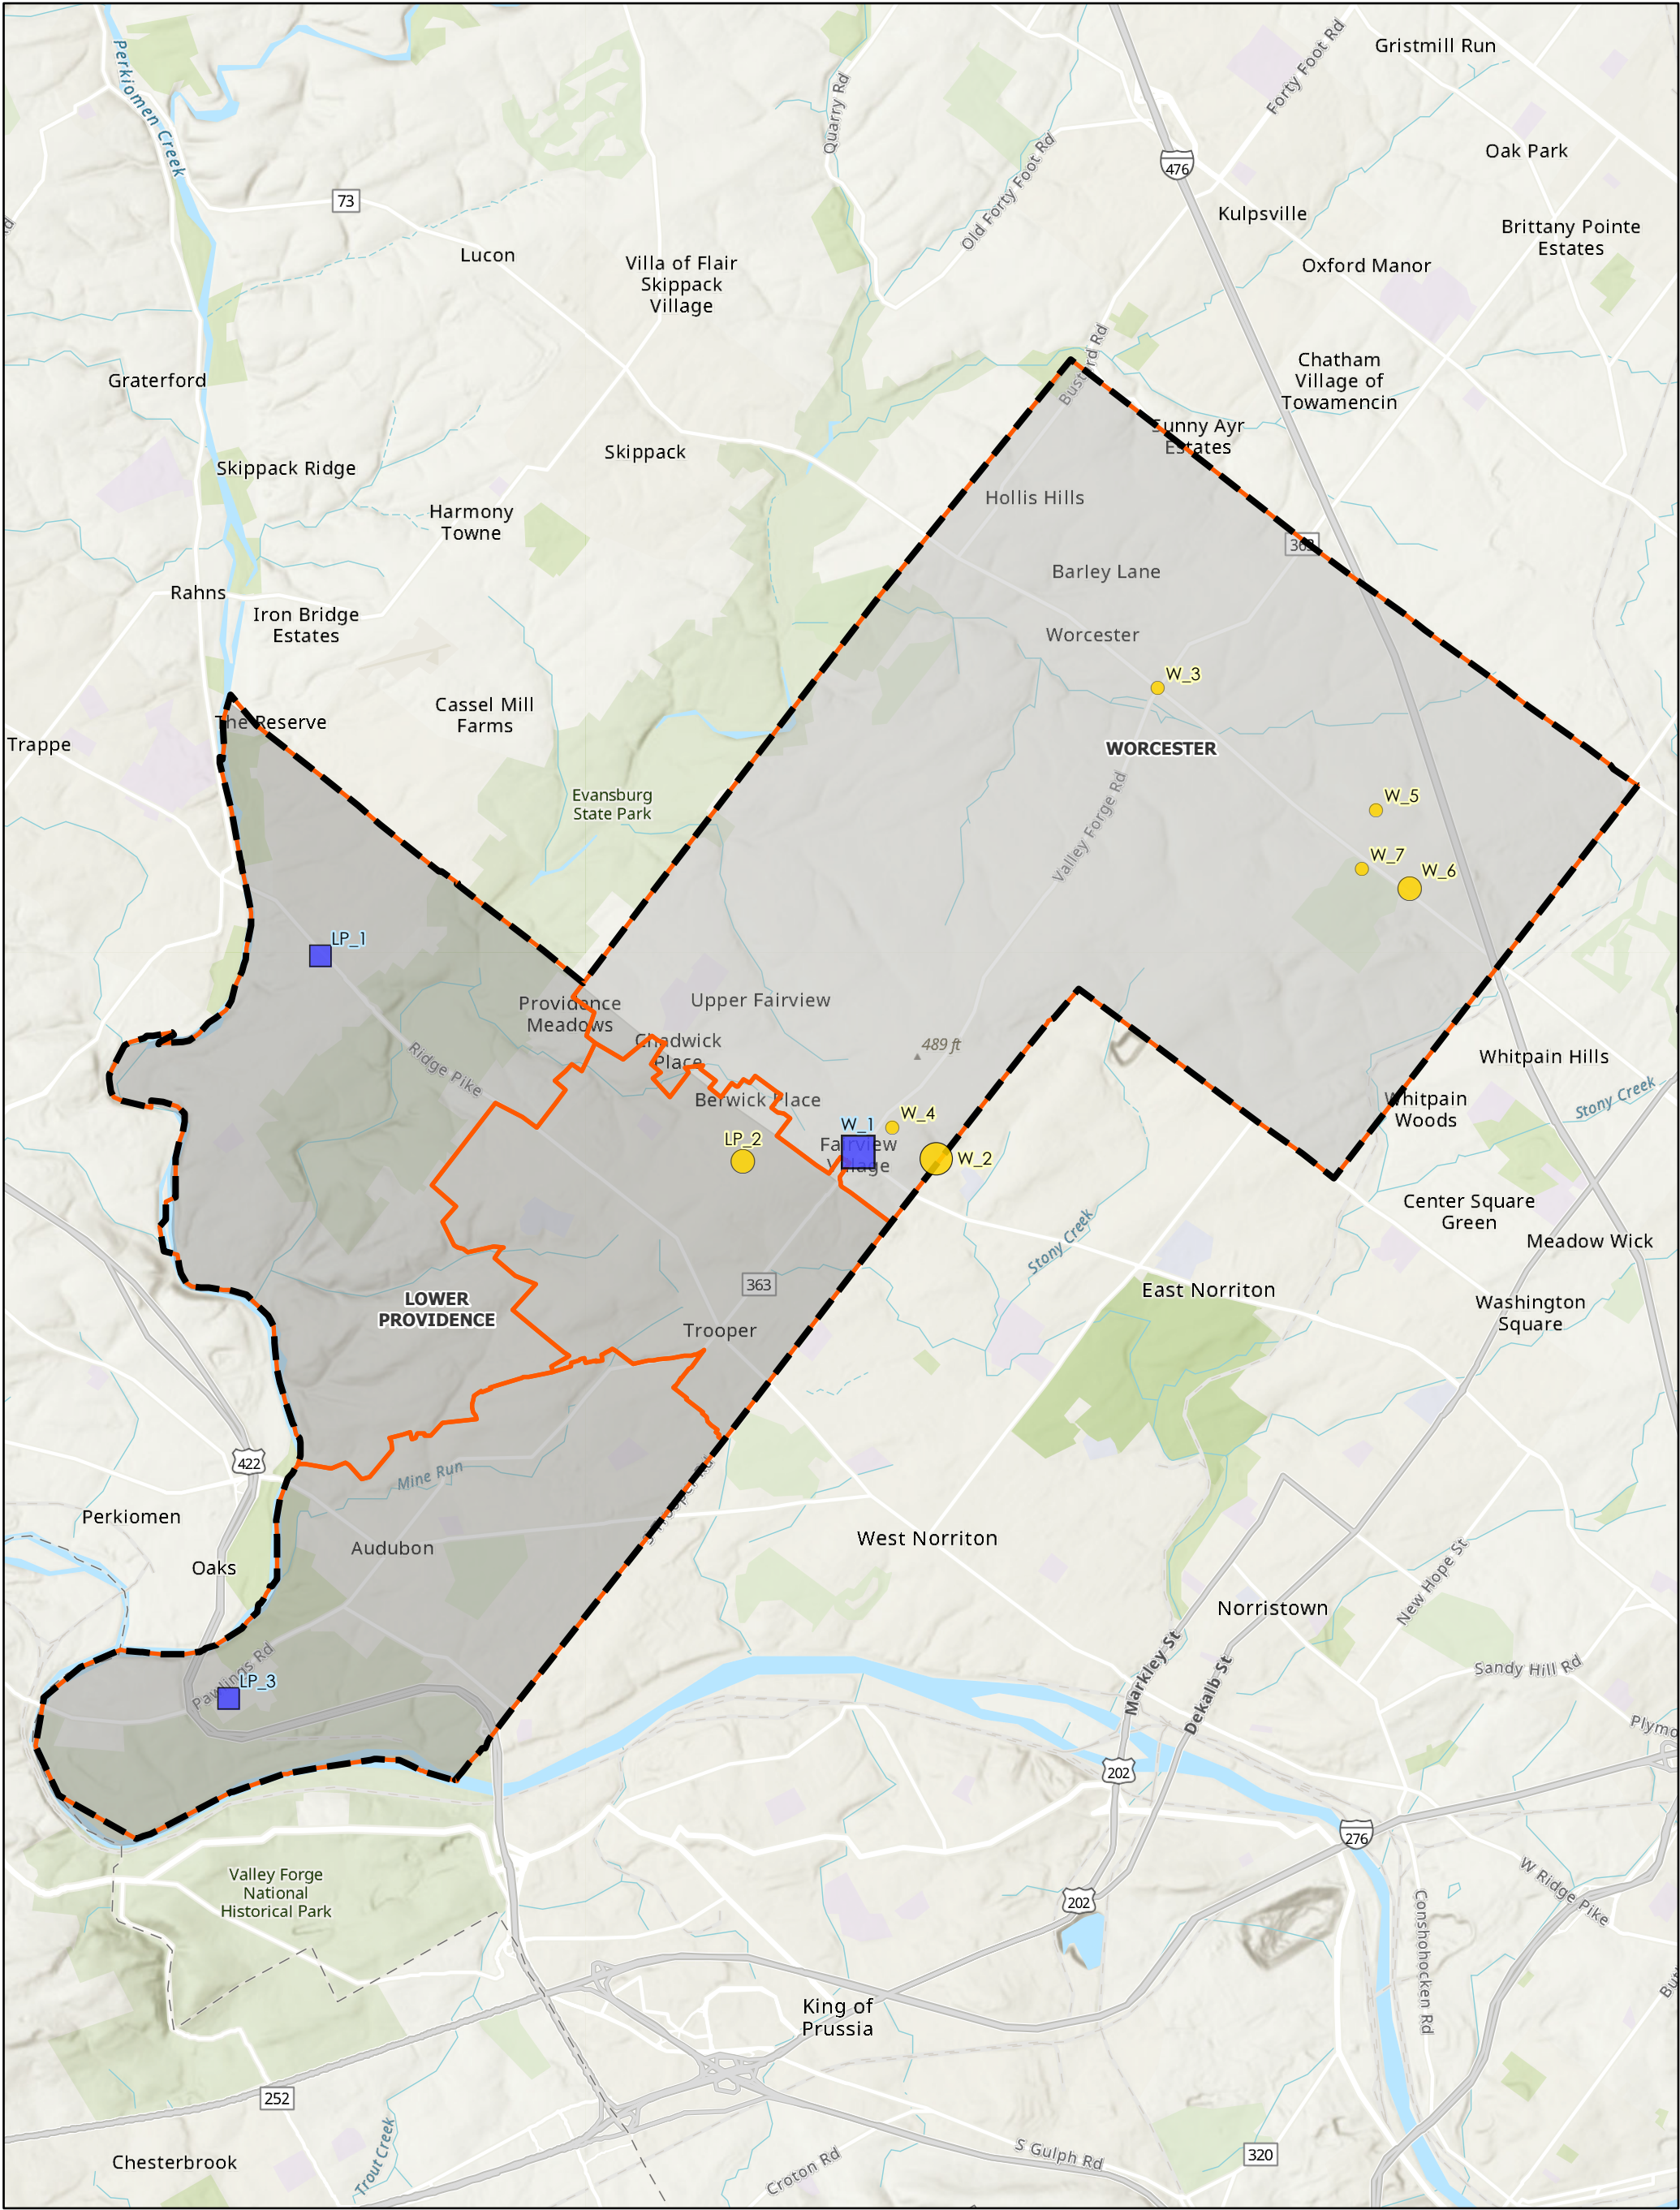 Gristmill Run
Perkiomen Creek
Quarry Rd
Forty Foot Rd
Oak Park
476
Old Forty Foot Rd
73
Kulpsville
Brittany Pointe
Estates
Lucon
Villa of Flair
Skippack
Village
Oxford Manor
Graterford
Chatham
Village of
Towamencin
Sunny Ayr
Estates
Skippack
Skippack Ridge
Hollis Hills
Harmony
Towne
363
Barley Lane
Rahns
Iron Bridge
Estates
Worcester
W_3
The Reserve
Cassel Mill
Farms
Trappe
WORCESTER
Evansburg
State Park
Valley Forge Rd
W_5
W_7
W_6
LP_1
Providence
Meadows
Upper Fairview
Chadwick
Place
489 ft
Ridge Pike
Whitpain Hills
Stony Creek
Berwick Place
Whitpain
Woods
W_4
W_1
LP_2
Fairview
Village
W_2
Center Square
Green
Stony Creek
Meadow Wick
363
East Norriton
LOWER
PROVIDENCE
Washington
Square
Trooper
422
Mine Run
Perkiomen
Audubon
West Norriton
Oaks
New Hope St
Norristown
Pawlings Rd
LP_3
Markley St
Dekalb St
Sandy Hill Rd
202
276
Valley Forge
National
Historical Park
202
W Ridge Pike
Conshohocken Rd
King of
Prussia
252
Trout Creek
Croton Rd
S Gulph Rd
320
Chesterbrook